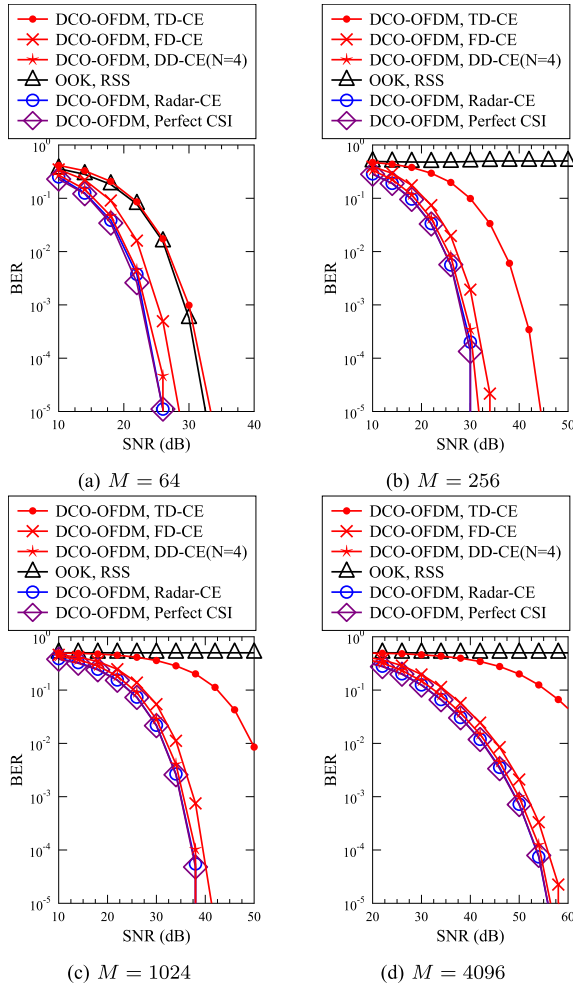 DCO-OFDM, TD-CE
DCO-OFDM, FD-CE
DCO-OFDM, DD-CE(N=4)
OOK, RSS
DCO-OFDM, Radar-CE
DCO-OFDM, Perfect CSI
10^0
10^-1
10^-2
10^-3
10^-4
10^-5
BER
10 20 30 40
SNR (dB)
(a) M = 64
DCO-OFDM, TD-CE
DCO-OFDM, FD-CE
DCO-OFDM, DD-CE(N=4)
OOK, RSS
DCO-OFDM, Radar-CE
DCO-OFDM, Perfect CSI
10^0
10^-1
10^-2
10^-3
10^-4
10^-5
BER
10 20 30 40 50
SNR (dB)
(b) M = 256
DCO-OFDM, TD-CE
DCO-OFDM, FD-CE
DCO-OFDM, DD-CE(N=4)
OOK, RSS
DCO-OFDM, Radar-CE
DCO-OFDM, Perfect CSI
10^0
10^-1
10^-2
10^-3
10^-4
10^-5
BER
10 20 30 40 50
SNR (dB)
(c) M = 1024
DCO-OFDM, TD-CE
DCO-OFDM, FD-CE
DCO-OFDM, DD-CE(N=4)
OOK, RSS
DCO-OFDM, Radar-CE
DCO-OFDM, Perfect CSI
10^0
10^-1
10^-2
10^-3
10^-4
10^-5
BER
20 30 40 50 60
SNR (dB)
(d) M = 4096